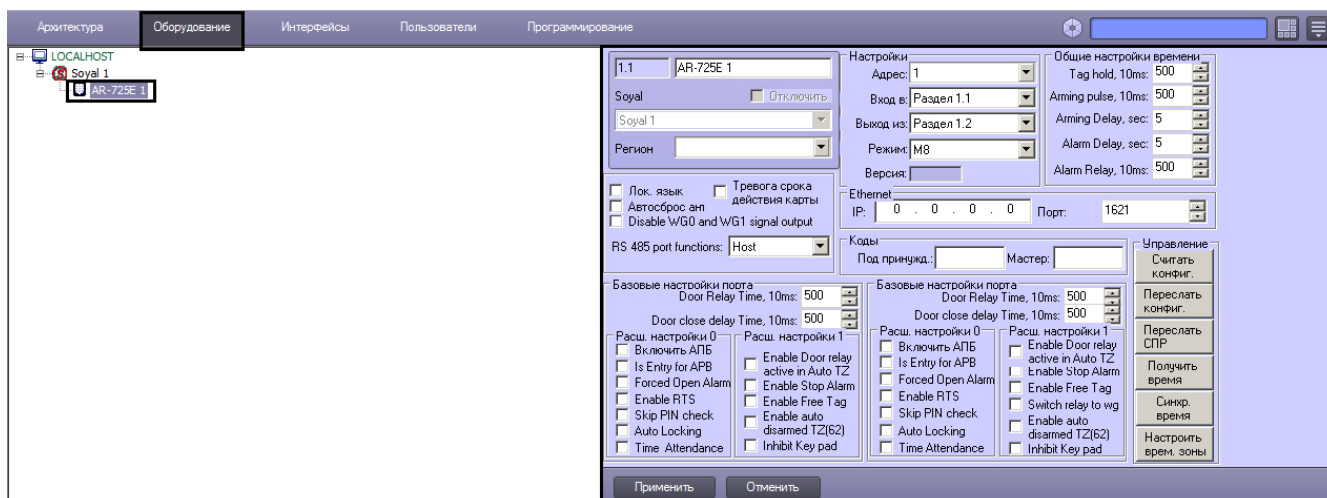 Архитектура Оборудование Интерфейсы Пользователи Программирование
LOCALHOST
Soyal 1
AR-725E 1
1.1 AR-725E 1
Soyal Отключить
Soyal 1
Регион
Настройки
Адрес: 1
Вход в: Раздел 1.1
Выход из: Раздел 1.2
Режим: M8
Версия:
Общие настройки времени
Tag hold, 10ms: 500
Arming pulse, 10ms: 500
Arming Delay, sec: 5
Alarm Delay, sec: 5
Alarm Relay, 10ms: 500
Лок. язык
Тревога срока
действия карты
Автосброс апп
Disable WG0 and WG1 signal output
RS 485 port functions: Host
Ethernet
IP: 0 . 0 . 0 . 0 Порт: 1621
Коды
Под принужд.: Мастер:
Базовые настройки порта
Door Relay Time, 10ms: 500
Door close delay Time, 10ms: 500
Расш. настройки 0
Включить АПБ
Is Entry for APB
Forced Open Alarm
Enable RTS
Skip PIN check
Auto Locking
Time Attendance
Расш. настройки 1
Enable Door relay
active in Auto TZ
Enable Stop Alarm
Enable Free Tag
Enable auto
disarmed TZ(62)
Inhibit Key pad
Базовые настройки порта
Door Relay Time, 10ms: 500
Door close delay Time, 10ms: 500
Расш. настройки 0
Включить АПБ
Is Entry for APB
Forced Open Alarm
Enable RTS
Skip PIN check
Auto Locking
Time Attendance
Расш. настройки 1
Enable Door relay
active in Auto TZ
Enable Stop Alarm
Enable Free Tag
Switch relay to wg
Enable auto
disarmed TZ(62)
Inhibit Key pad
Управление
Считать
конфиг.
Переслать
конфиг.
Переслать
СПР
Получить
время
Синхр.
время
Настроить
врем. зоны
Применить Отменить